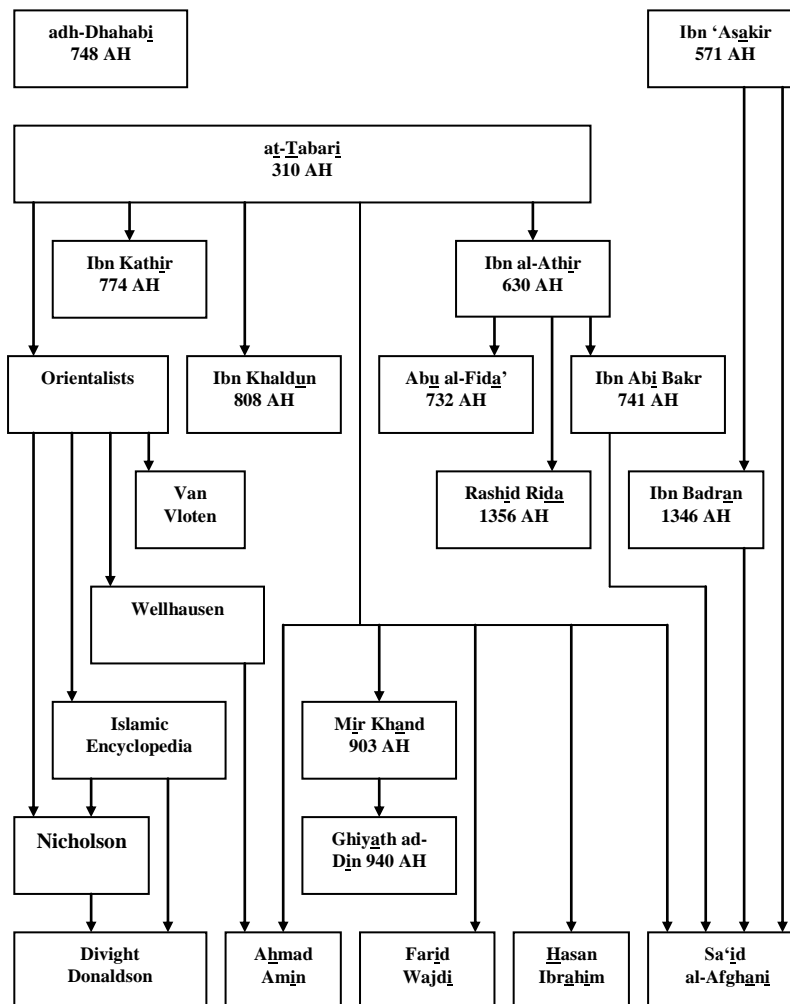 adh-Dhahabi
748 AH
Ibn ‘Asakir
571 AH
at-Tabari
310 AH
Ibn Kathir
774 AH
Ibn al-Athir
630 AH
Orientalists
Ibn Khaldun
808 AH
Abu al-Fida’
732 AH
Ibn Abi Bakr
741 AH
Van
Vloten
Rashid Rida
1356 AH
Ibn Badran
1346 AH
Wellhausen
Islamic
Encyclopedia
Mir Khand
903 AH
Nicholson
Ghiyath ad-
Din 940 AH
Divight
Donaldson
Ahmad
Amin
Farid
Wajdi
Hasan
Ibrahim
Sa‘id
al-Afghani